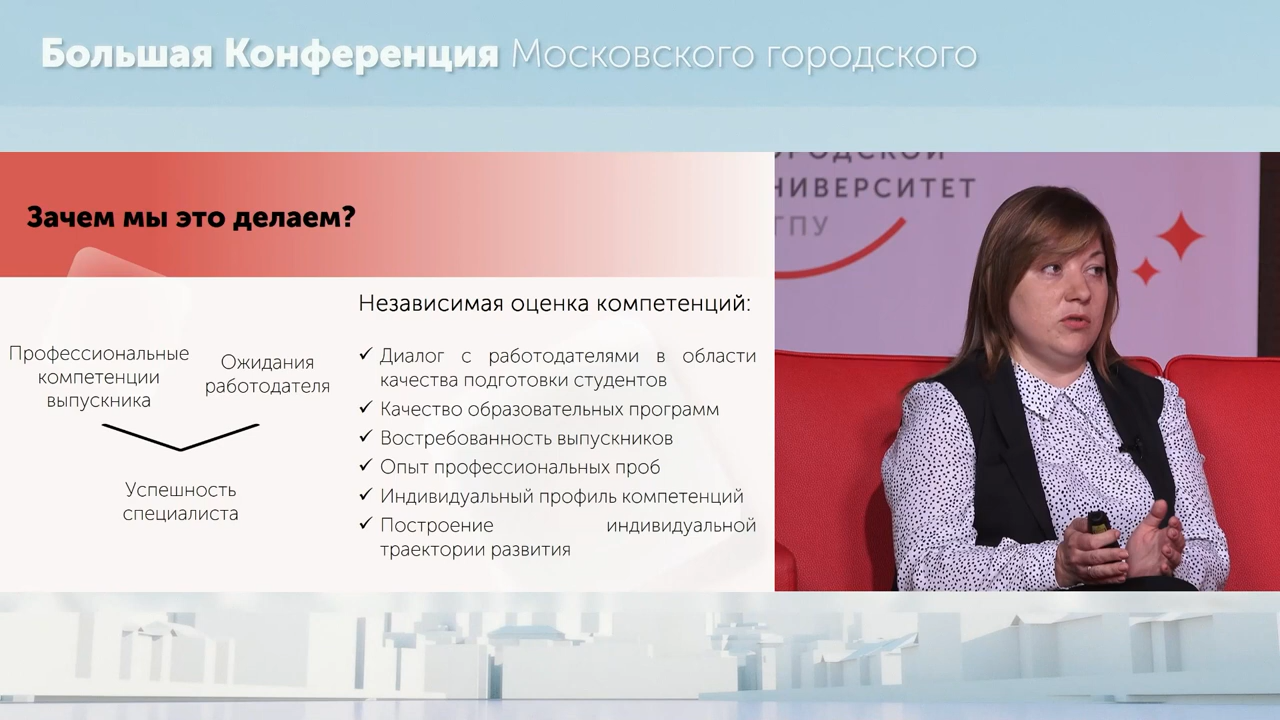 Большая Конференция Московского городского
Зачем мы это делаем?
Профессиональные
компетенции
выпускника
Ожидания
работодателя
Успешность
специалиста
Независимая оценка компетенций:
✓ Диалог с работодателями в области
качества подготовки студентов
✓ Качество образовательных программ
✓ Востребованность выпускников
✓ Опыт профессиональных проб
✓ Индивидуальный профиль компетенций
✓ Построение индивидуальной
траектории развития